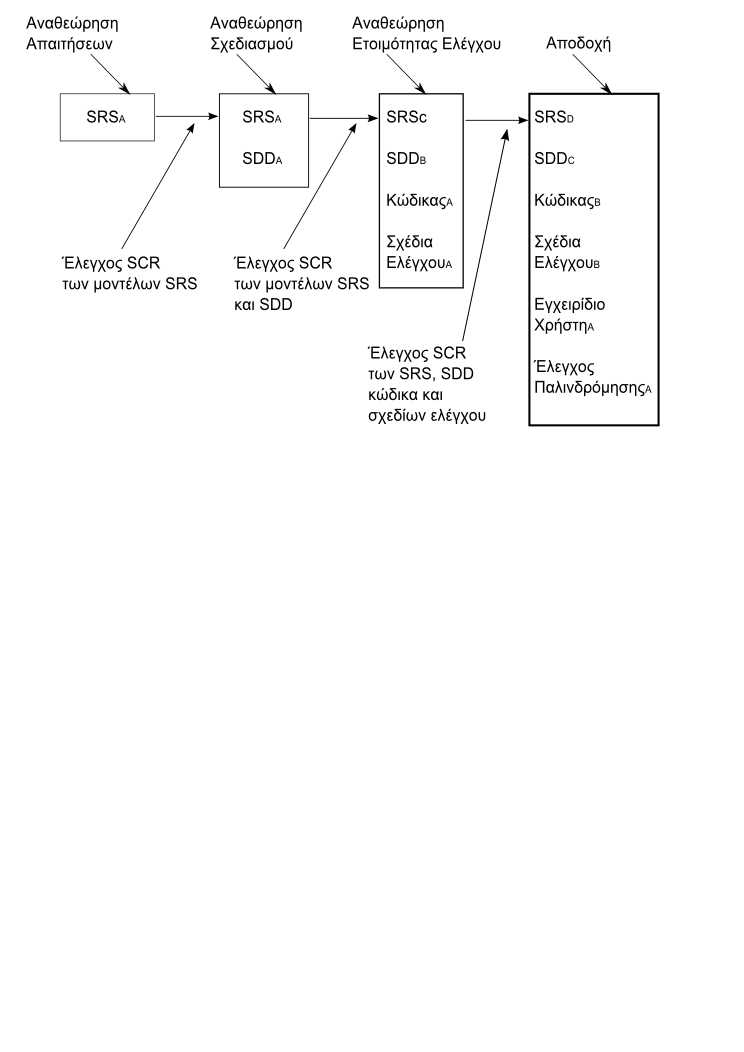 Αναθεώρηση
Απαιτήσεων
Αναθεώρηση
Σχεδιασμού
Αναθεώρηση
Ετοιμότητας Ελέγχου
Αποδοχή
SRSA
SRSA
SDDA
SRSC
SDDB
ΚώδικαςA
Σχέδια
ΕλέγχουA
SRSD
SDDC
ΚώδικαςB
Σχέδια
ΕλέγχουB
Εγχειρίδιο
ΧρήστηA
Έλεγχος
ΠαλινδρόμησηςA
Έλεγχος SCR
των μοντέλων SRS
Έλεγχος SCR
των μοντέλων SRS
και SDD
Έλεγχος SCR
των SRS, SDD
κώδικα και
σχεδίων ελέγχου